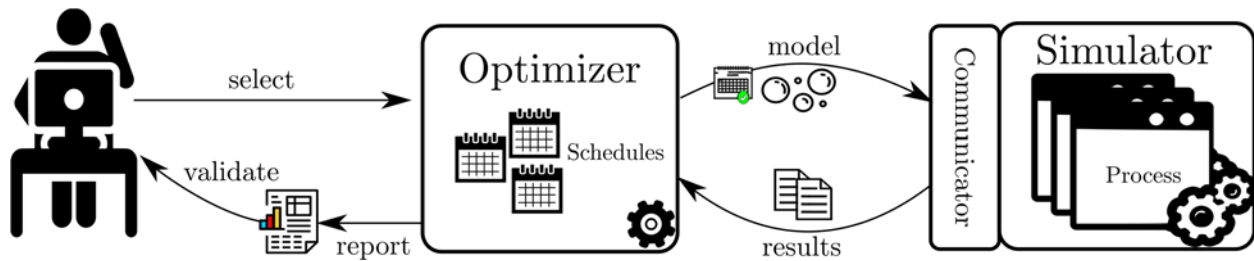 select
validate
report
Optimizer
Schedules
model
results
Communicator
Simulator
Process